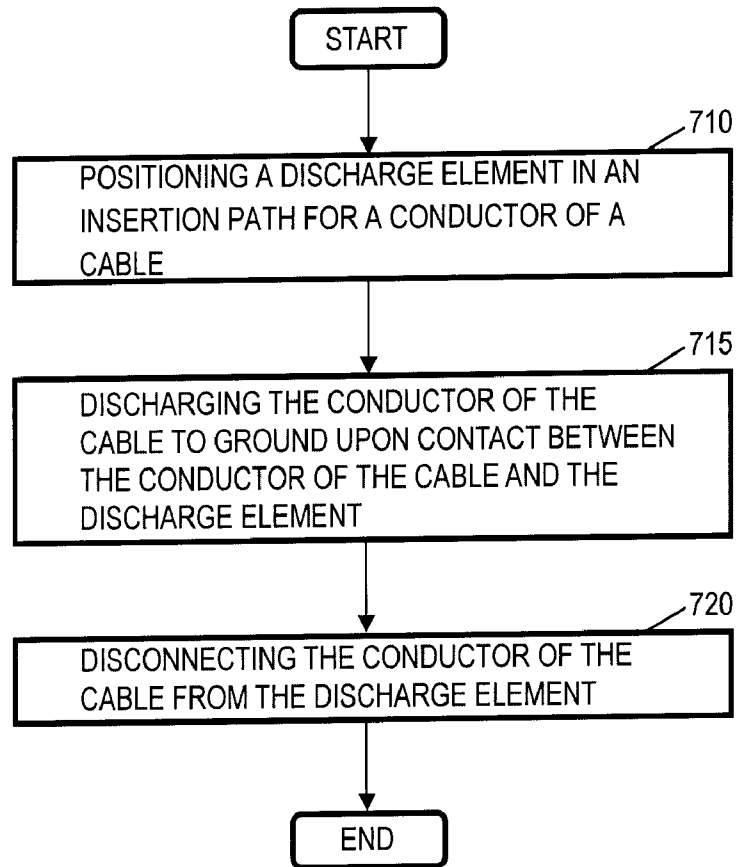 START
710
POSITIONING A DISCHARGE ELEMENT IN AN
INSERTION PATH FOR A CONDUCTOR OF A
CABLE
715
DISCHARGING THE CONDUCTOR OF THE
CABLE TO GROUND UPON CONTACT BETWEEN
THE CONDUCTOR OF THE CABLE AND THE
DISCHARGE ELEMENT
720
DISCONNECTING THE CONDUCTOR OF THE
CABLE FROM THE DISCHARGE ELEMENT
END